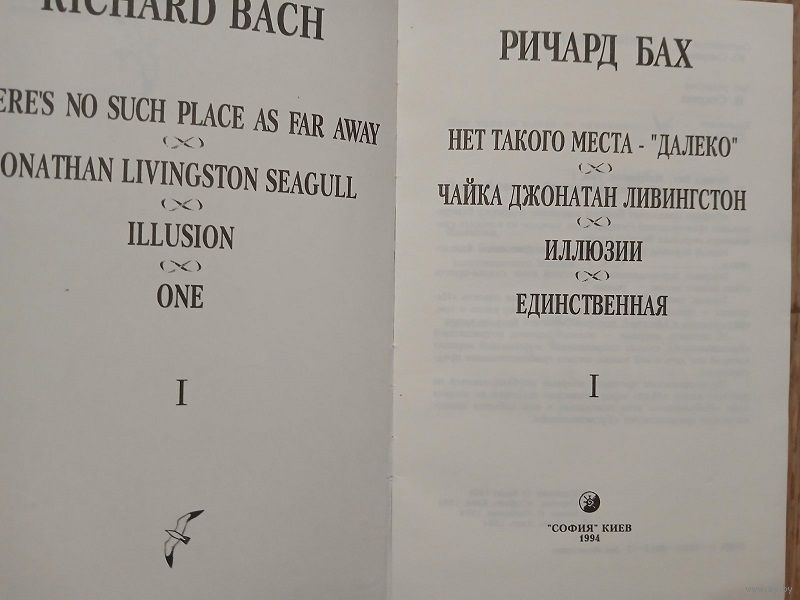 RICHARD BACH
ERE'S NO SUCH PLACE AS FAR AWAY
ONATHAN LIVINGSTON SEAGULL
ILLUSION
ONE
I
РИЧАРД БАХ
НЕТ ТАКОГО МЕСТА - "ДАЛЕКО"
ЧАЙКА ДЖОНАТАН ЛИВИНГСТОН
ИЛЛЮЗИИ
ЕДИНСТВЕННАЯ
I
"СОФИЯ" КИЕВ
1994